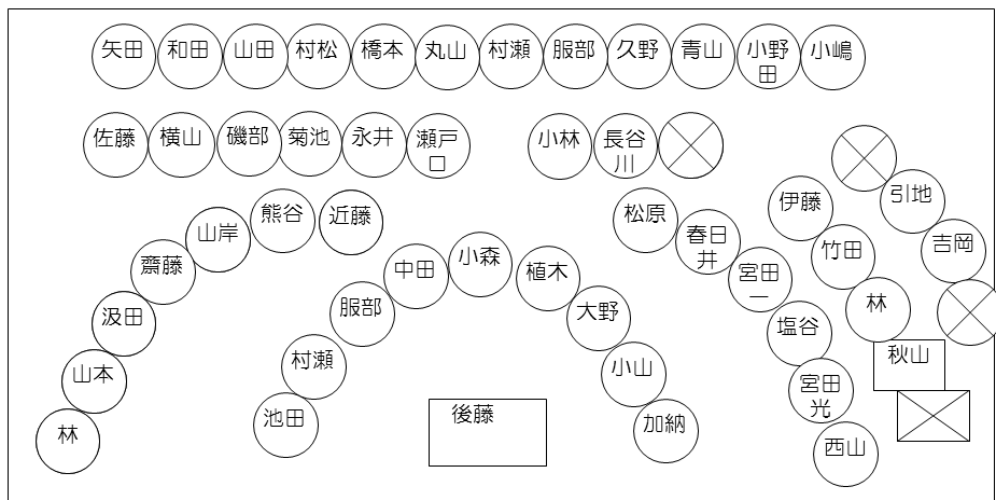 矢田
和田
山田
村松
橋本
丸山
村瀬
服部
久野
青山
小野
田
小嶋
佐藤
横山
磯部
菊池
永井
瀬戸
口
小林
長谷
川
伊藤
引地
吉岡
竹田
林
秋山
近藤
熊谷
山岸
齋藤
汲田
山本
林
松原
春日
井
宮田
一
塩谷
宮田
光
西山
小森
中田
服部
村瀬
池田
植木
大野
小山
加納
後藤